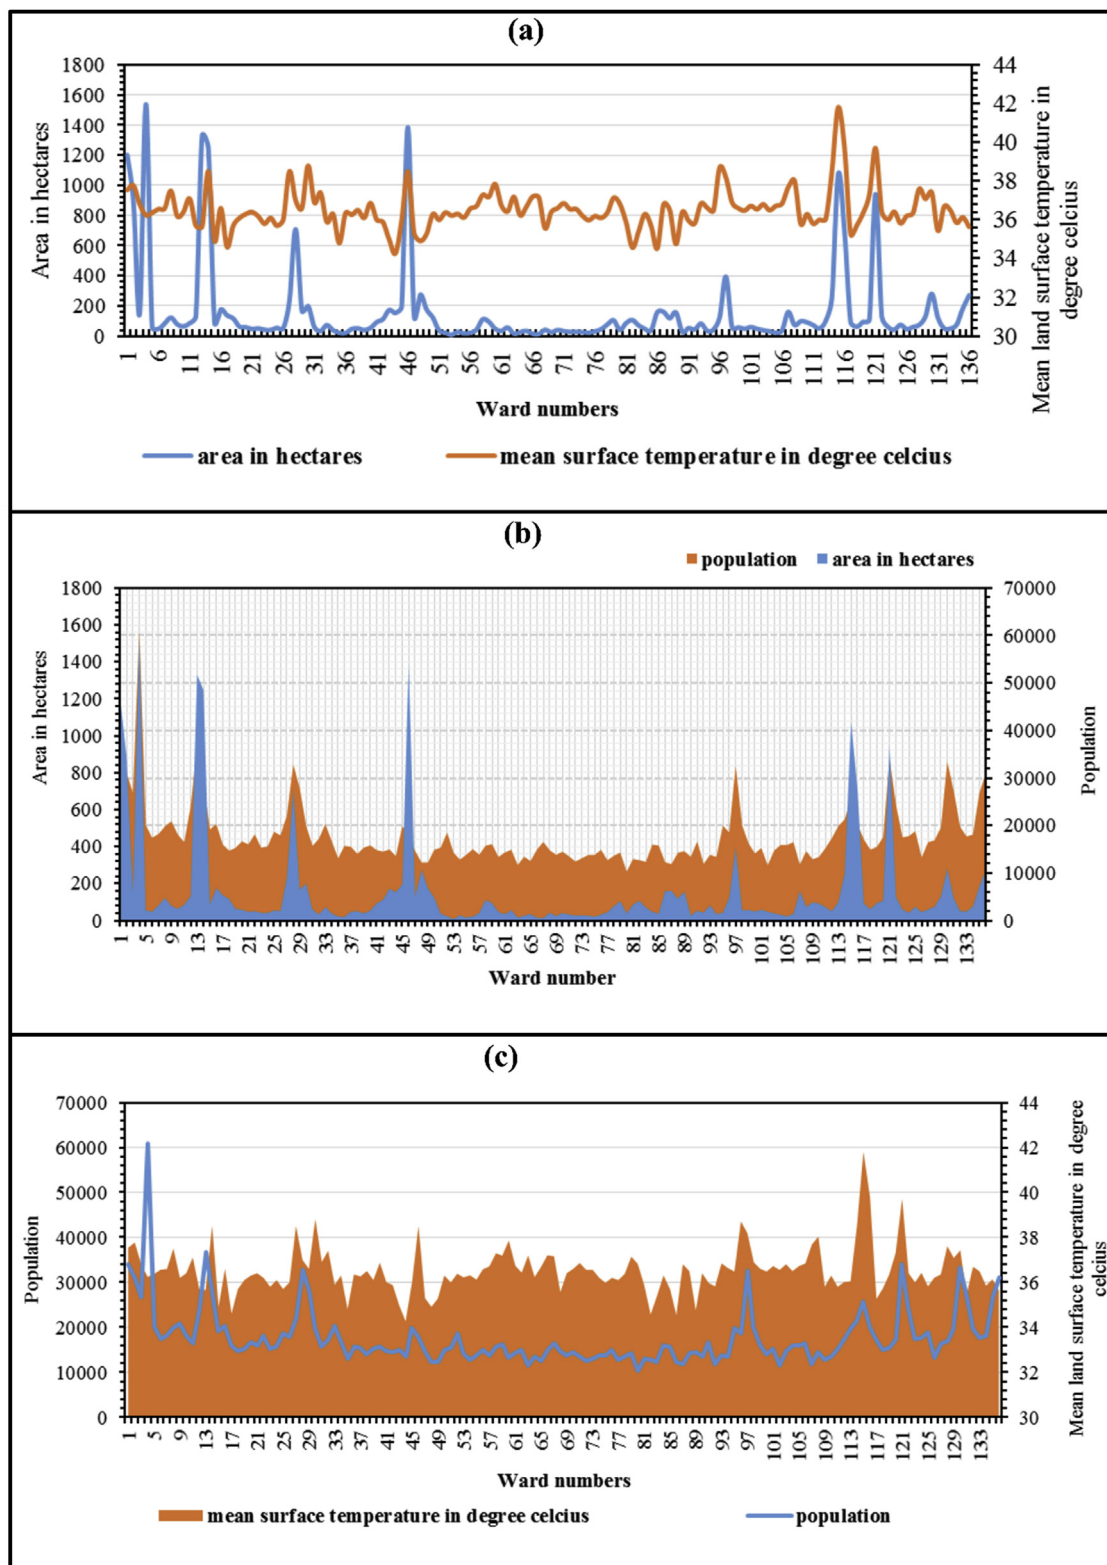 (a)
1800
1600
1400
1200
1000
800
600
400
200
0
Area in hectares
44
42
40
38
36
34
32
30
Mean land surface temperature in
degree celcius
1 6 11 16 21 26 31 36 41 46 51 56 61 66 71 76 81 86 91 96 101 106 111 116 121 126 131 136
Ward numbers
area in hectares mean surface temperature in degree celcius
(b)
population area in hectares
1800
1600
1400
1200
1000
800
600
400
200
0
Area in hectares
70000
60000
50000
40000
30000
20000
10000
0
Population
1 5 9 13 17 21 25 29 33 37 41 45 49 53 57 61 65 69 73 77 81 85 89 93 97 101 105 109 113 117 121 125 129 133
Ward number
(c)
70000
60000
50000
40000
30000
20000
10000
0
Population
44
42
40
38
36
34
32
30
Mean land surface temperature in degree
celcius
1 5 9 13 17 21 25 29 33 37 41 45 49 53 57 61 65 69 73 77 81 85 89 93 97 101 105 109 113 117 121 125 129 133
Ward numbers
mean surface temperature in degree celcius population